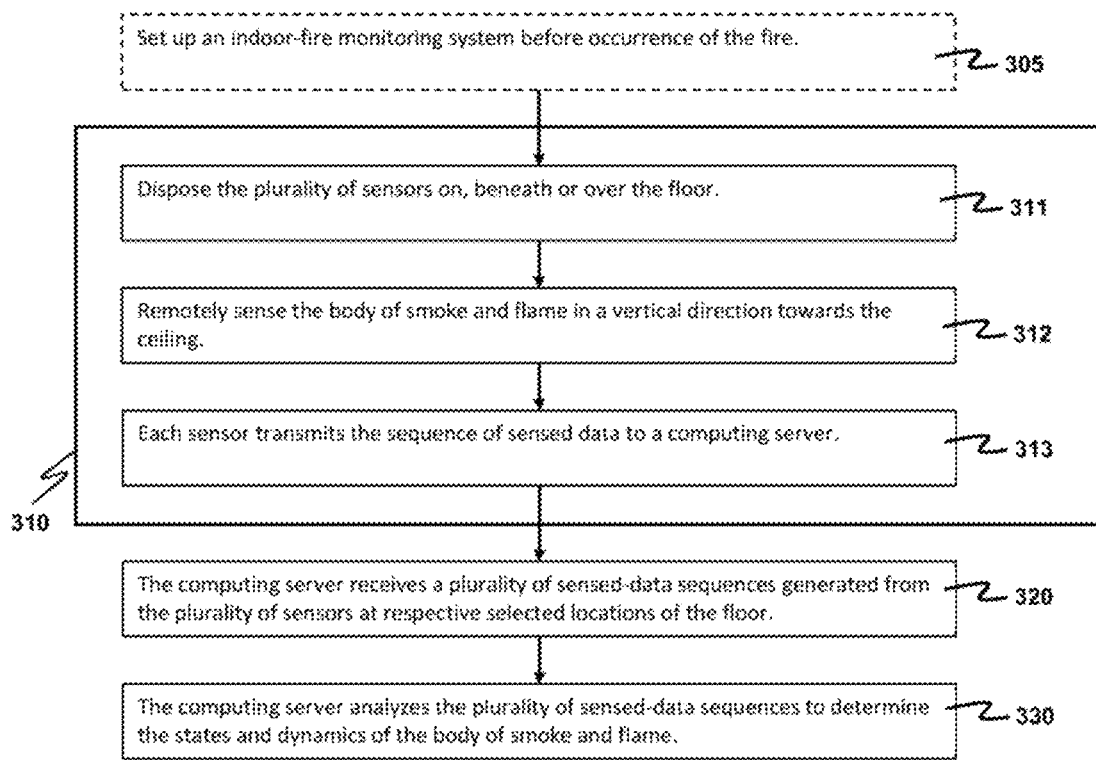 Set up an indoor-fire monitoring system before occurrence of the fire.
305
Dispose the plurality of sensors on, beneath or over the floor.
311
Remotely sense the body of smoke and flame in a vertical direction towards the
ceiling.
312
Each sensor transmits the sequence of sensed data to a computing server.
313
310
The computing server receives a plurality of sensed-data sequences generated from
the plurality of sensors at respective selected locations of the floor.
320
The computing server analyzes the plurality of sensed-data sequences to determine
the states and dynamics of the body of smoke and flame.
330